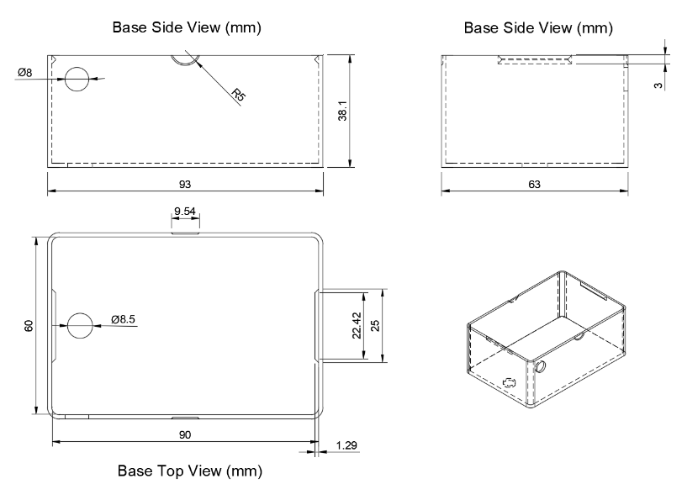 Base Side View (mm)
Base Side View (mm)
Ø8
R5
38.1
3
93
63
9.54
60
Ø8.5
22.42
25
90
1.29
Base Top View (mm)